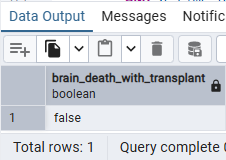 Data Output Messages Notific
brain_death_with_transplant
boolean
1 false
Total rows: 1 Query complete